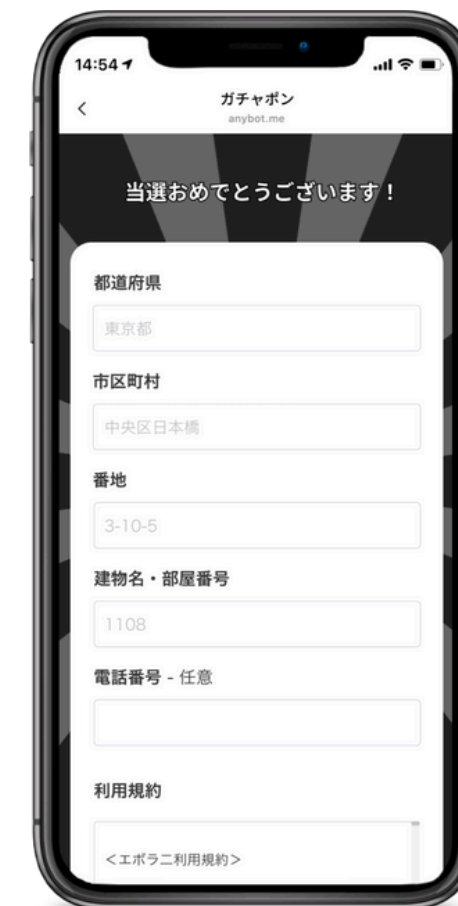 14:54
ガチャポン
anybot.me
当選おめでとうございます！
都道府県
東京都
市区町村
中央区日本橋
番地
3-10-5
建物名・部屋番号
1108
電話番号 - 任意
利用規約
＜エポラニ利用規約＞